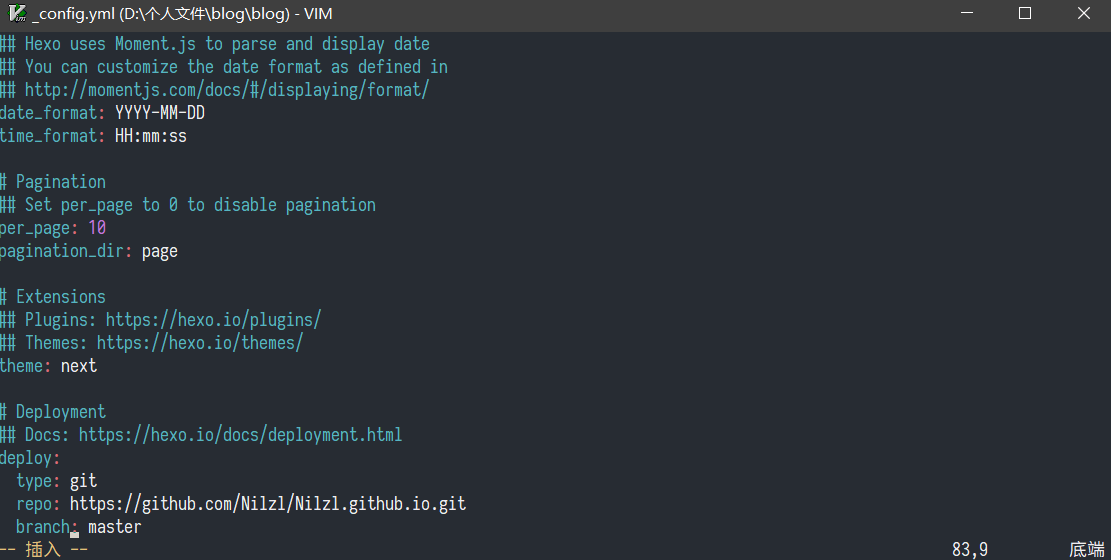 _config.yml (D:\个人文件\blog\blog) - VIM
## Hexo uses Moment.js to parse and display date
## You can customize the date format as defined in
## http://momentjs.com/docs/#/displaying/format/
date_format: YYYY-MM-DD
time_format: HH:mm:ss
# Pagination
## Set per_page to 0 to disable pagination
per_page: 10
pagination_dir: page
# Extensions
## Plugins: https://hexo.io/plugins/
## Themes: https://hexo.io/themes/
theme: next
# Deployment
## Docs: https://hexo.io/docs/deployment.html
deploy:
  type: git
  repo: https://github.com/Nilzl/Nilzl.github.io.git
  branch: master
-- 插入 -- 83,9 底端